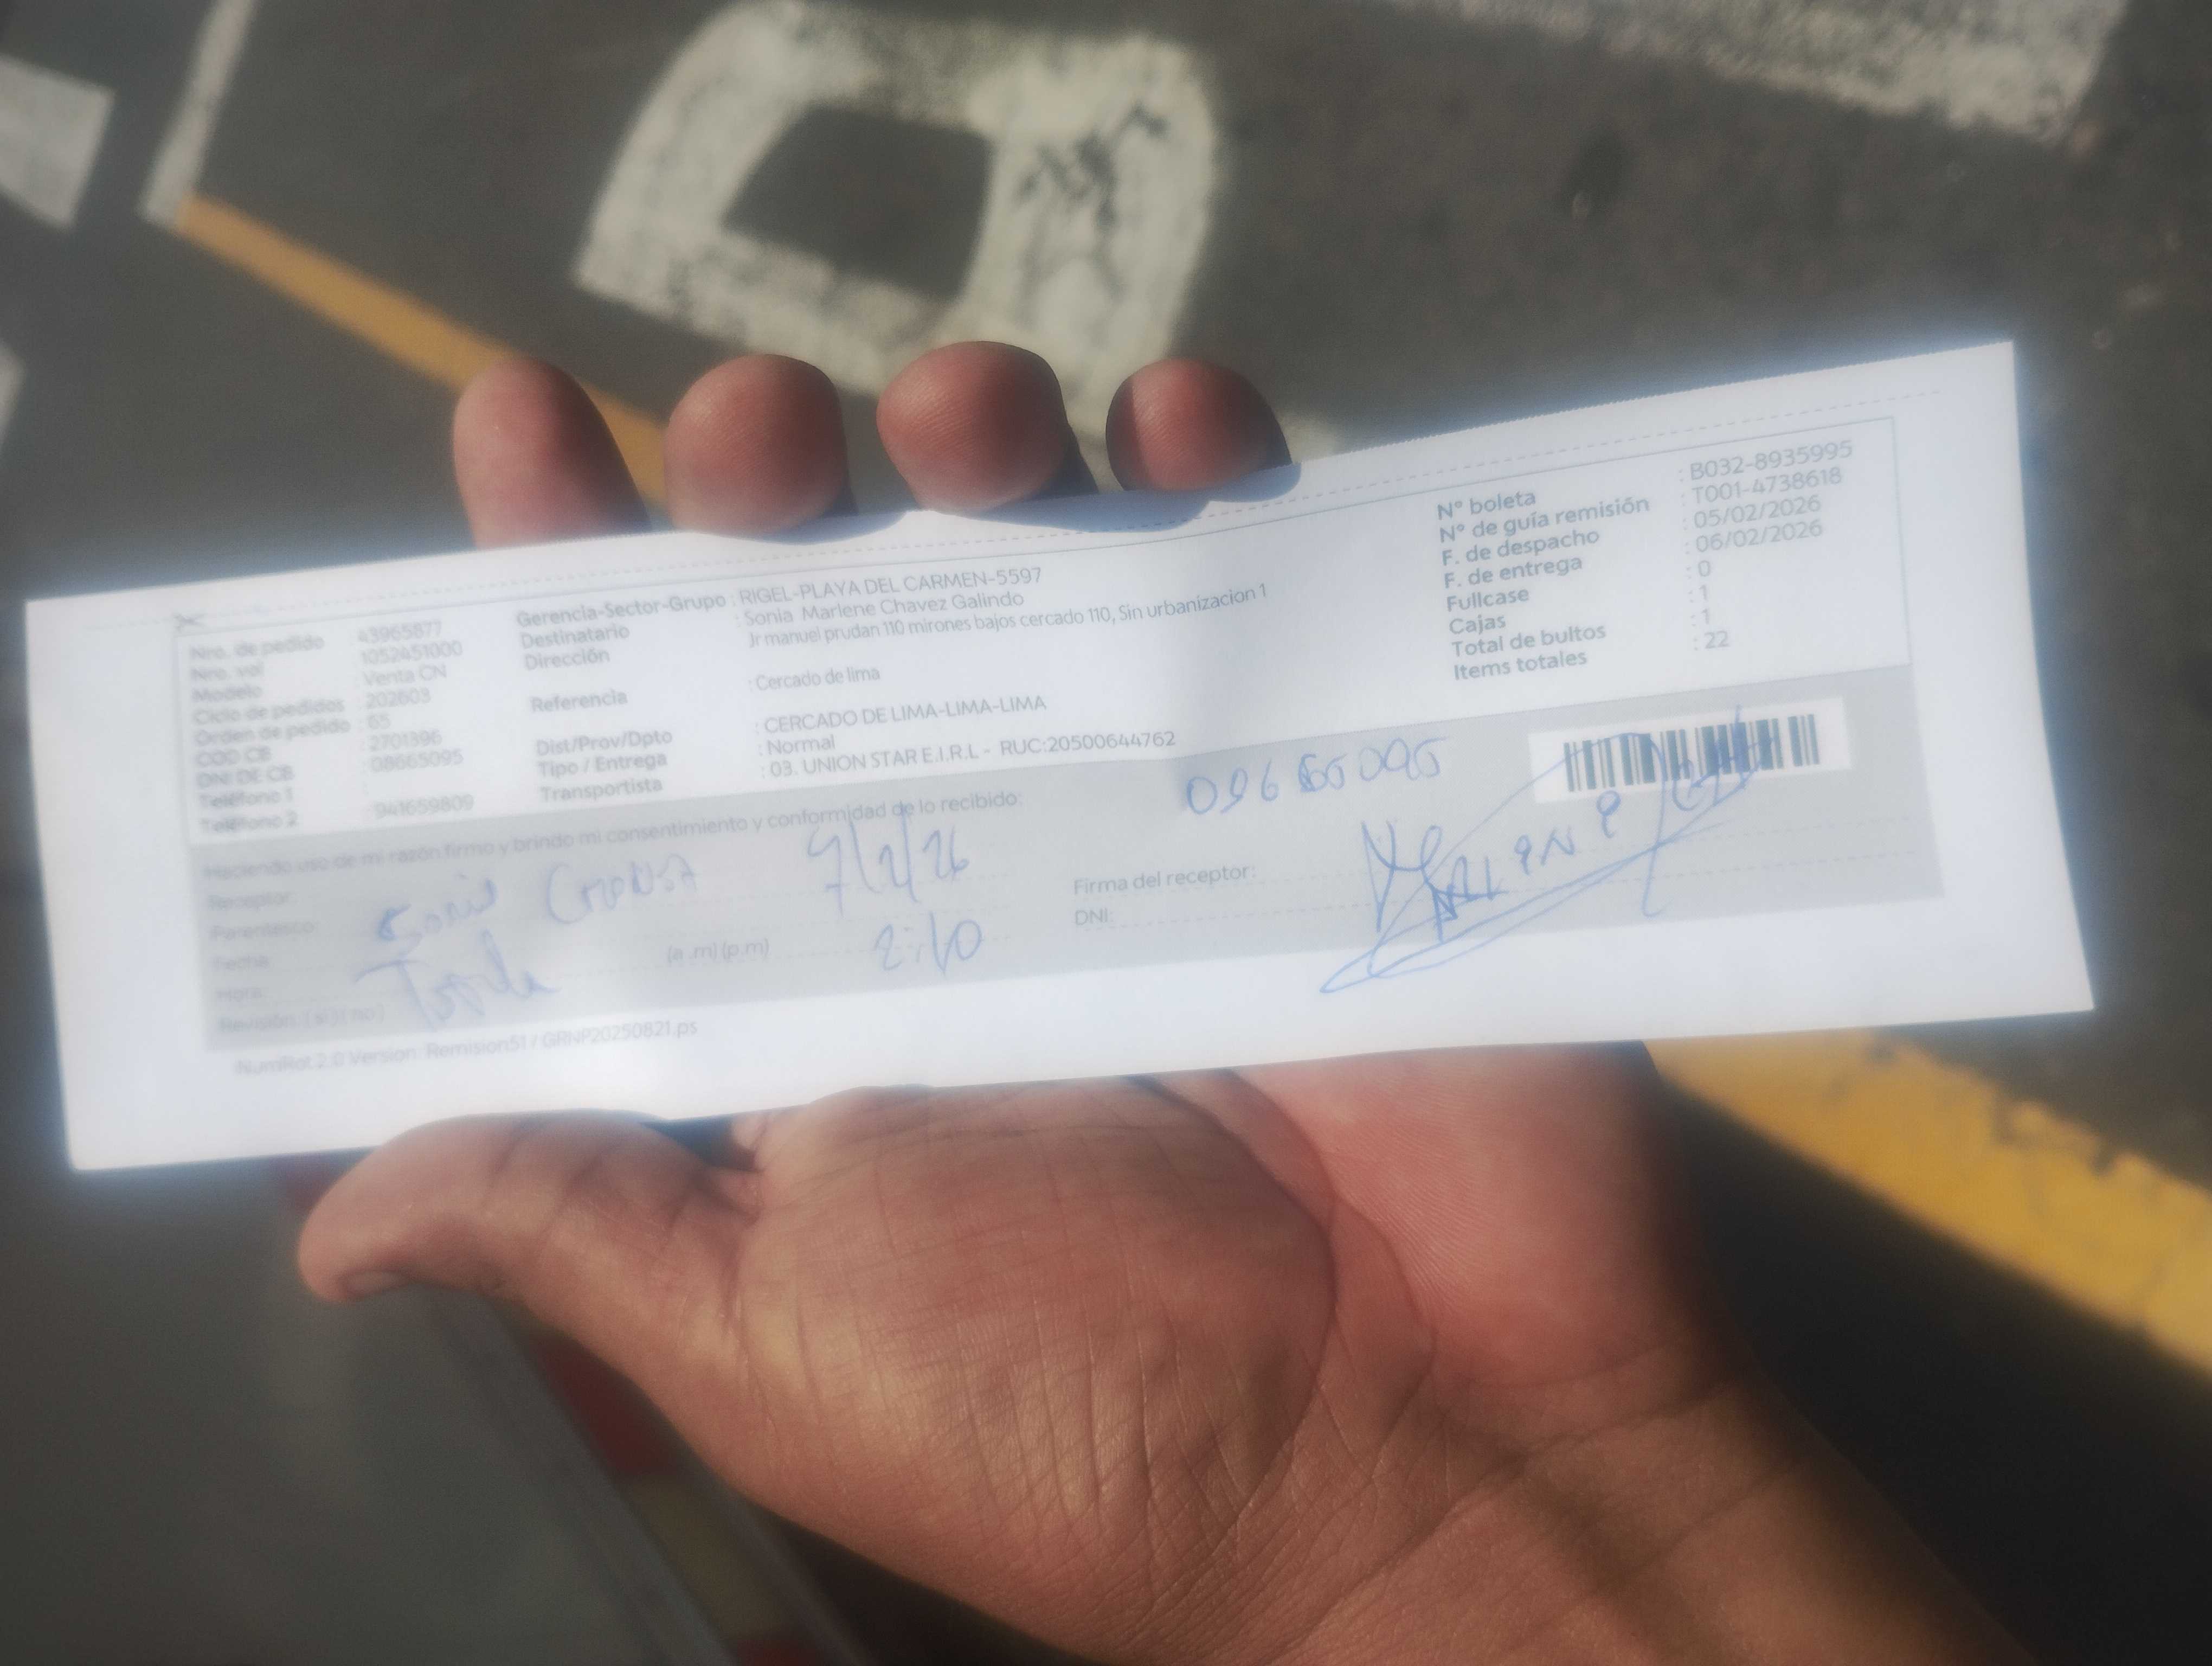 Nro. de pedido : 43965877
Nro. vol : 1052451000
Modelo : Venta CN
Ciclo de pedidos : 202603
Orden de pedido : 65
COD CB : 2701396
DNI DE CB : 08665095
Teléfono 1 :
Teléfono 2 : 941659809
Gerencia-Sector-Grupo : RIGEL-PLAYA DEL CARMEN-5597
Destinatario : Sonia Marlene Chavez Galindo
Dirección : Jr manuel prudan 110 mirones bajos cercado 110, Sin urbanizacion 1
Referencia : Cercado de lima
Dist/Prov/Dpto : CERCADO DE LIMA-LIMA-LIMA
Tipo / Entrega : Normal
Transportista : 03. UNION STAR E.I.R.L - RUC:20500644762
N° boleta : B032-8935995
N° de guía remisión : T001-4738618
F. de despacho : 05/02/2026
F. de entrega : 06/02/2026
Fullcase : 0
Cajas : 1
Total de bultos : 1
Items totales : 22
Haciendo uso de mi razón firmo y brindo mi consentimiento y conformidad de lo recibido:
Receptor:
Parentesco:
Fecha:
Hora: (a .m) (p.m)
Revisión: ( si )( no )
Sonia
7/2/26
2:10
Firma del receptor:
DNI:
NumRot 2.0 Version: Remision51 / GRNP20250821.ps